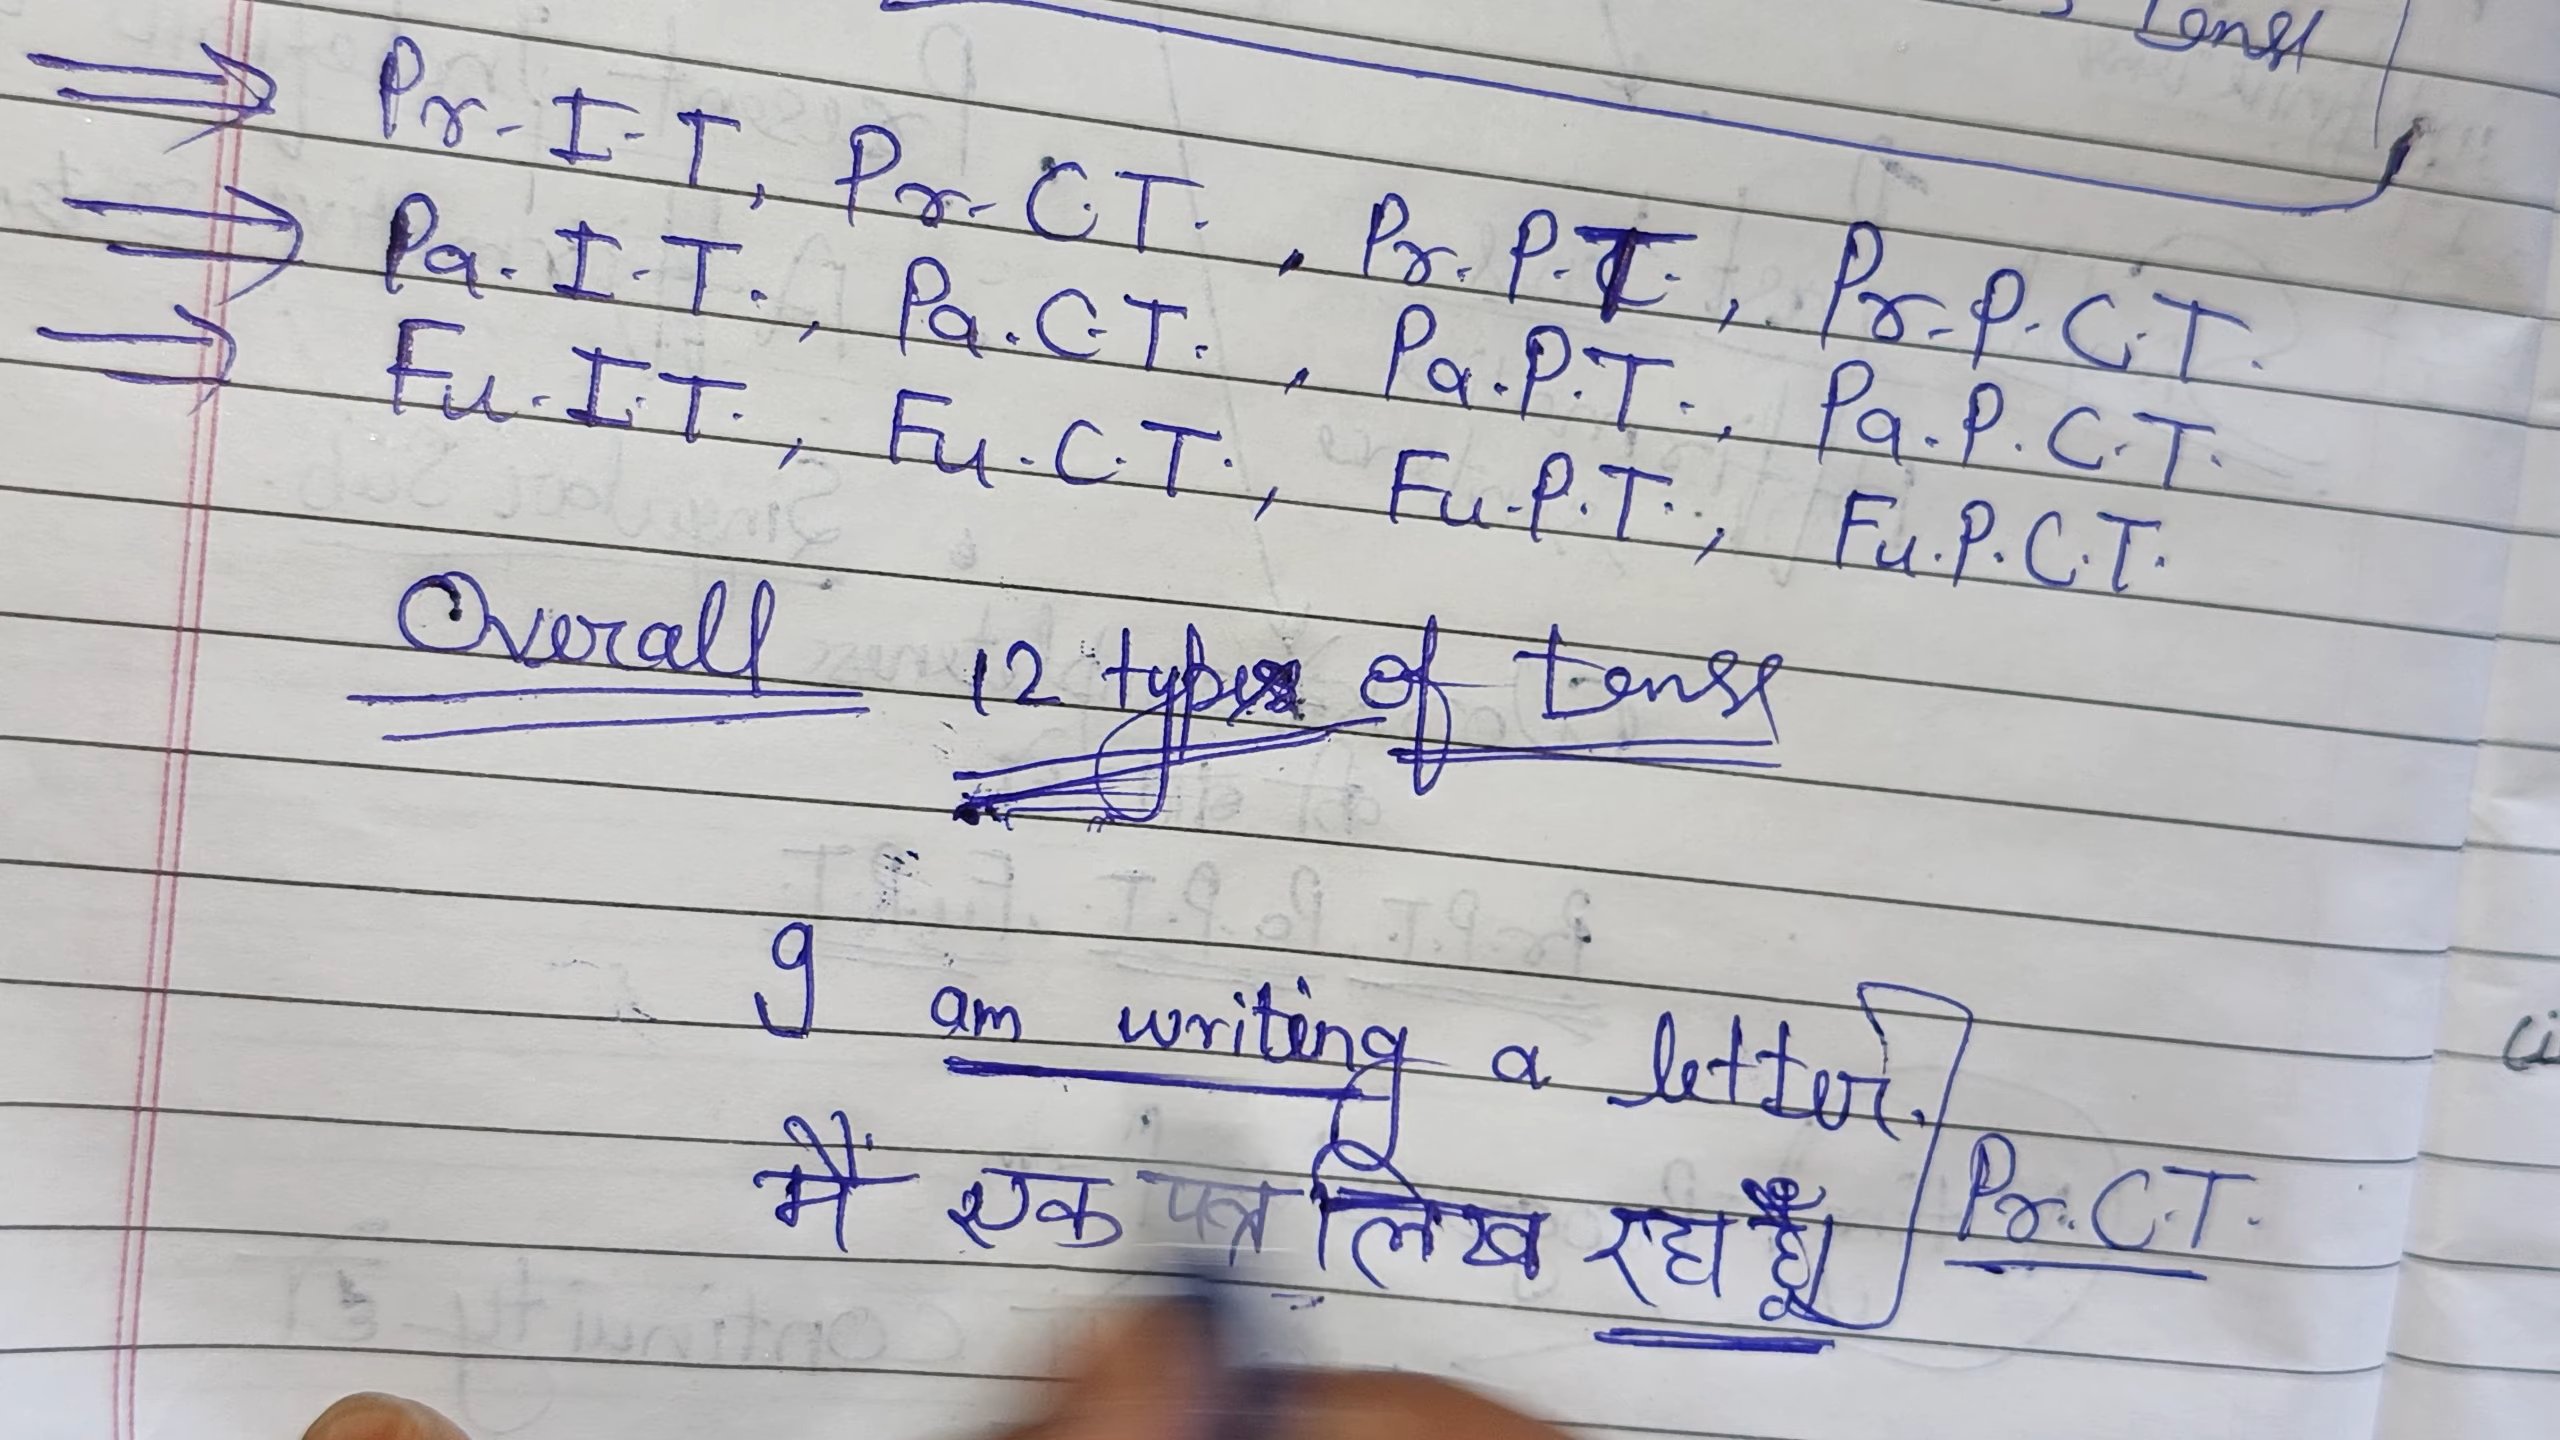 Tense
Pr. I. T, Pr. C.T., Pr. P.T., Pr. P. C.T.
Pa. I. T., Pa. C.T., Pa. P.T., Pa. P. C.T.
Fu. I.T., Fu. C.T., Fu. P.T., Fu. P. C.T.
Overall 12 types of tense
I am writing a letter.
मैं एक पत्र लिख रहा हूँ। Pr. C.T.